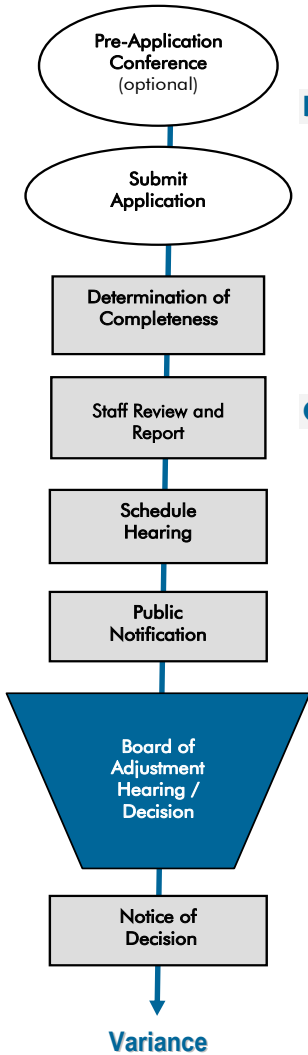 Pre-Application
Conference
(optional)
Submit
Application
Determination of
Completeness
Staff Review and
Report
Schedule
Hearing
Public
Notification
Board of
Adjustment
Hearing /
Decision
Notice of
Decision
Variance